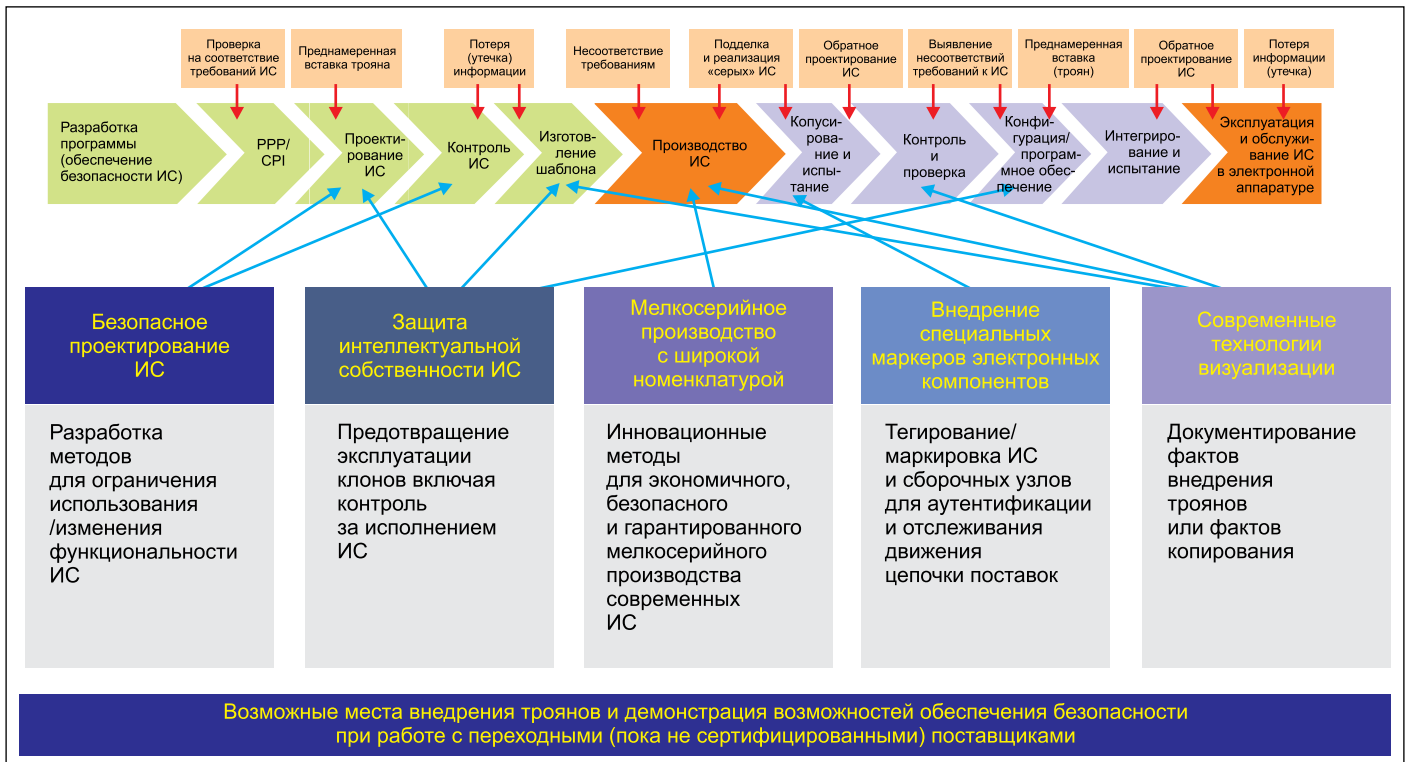 Проверка
на соответствие
требований ИС
Преднамеренная
вставка трояна
Потеря
(утечка)
информации
Несоответствие
требованиям
Подделка
и реализация
«серых» ИС
Обратное
проектирование
ИС
Выявление
несоответствий
требований к ИС
Преднамеренная
вставка
(троян)
Обратное
проектирование
ИС
Потеря
информации
(утечка)
Разработка
программы
(обеспечение
безопасности ИС)
PPP/
CPI
Проекти-
рование
ИС
Контроль
ИС
Изготов-
ление
шаблона
Производство
ИС
Копусиро-
рова-
ание и
испы-
тание
Контроль
и
проверка
Конфи-
гурация/
програм-
мное обес-
печение
Интегриро-
вание и
испытание
Эксплуатация
и обслужи-
вание ИС
в электронной
аппаратуре
Безопасное
проектирование
ИС
Защита
интеллектуальной
собственности ИС
Мелкосерийное
производство
с широкой
номенклатурой
Внедрение
специальных
маркеров электронных
компонентов
Современные
технологии
визуализации
Разработка
методов
для ограничения
использования
/изменения
функциональности
ИС
Предотвращение
эксплуатации
клонов включая
контроль
за исполнением
ИС
Инновационные
методы
для экономичного,
безопасного
и гарантированного
мелкосерийного
производства
современных
ИС
Тегирование/
маркировка ИС
и сборочных узлов
для аутентификации
и отслеживания
движения
цепочки поставок
Документирование
фактов
внедрения
троянов
или фактов
копирования
Возможные места внедрения троянов и демонстрация возможностей обеспечения безопасности
при работе с переходными (пока не сертифицированными) поставщиками